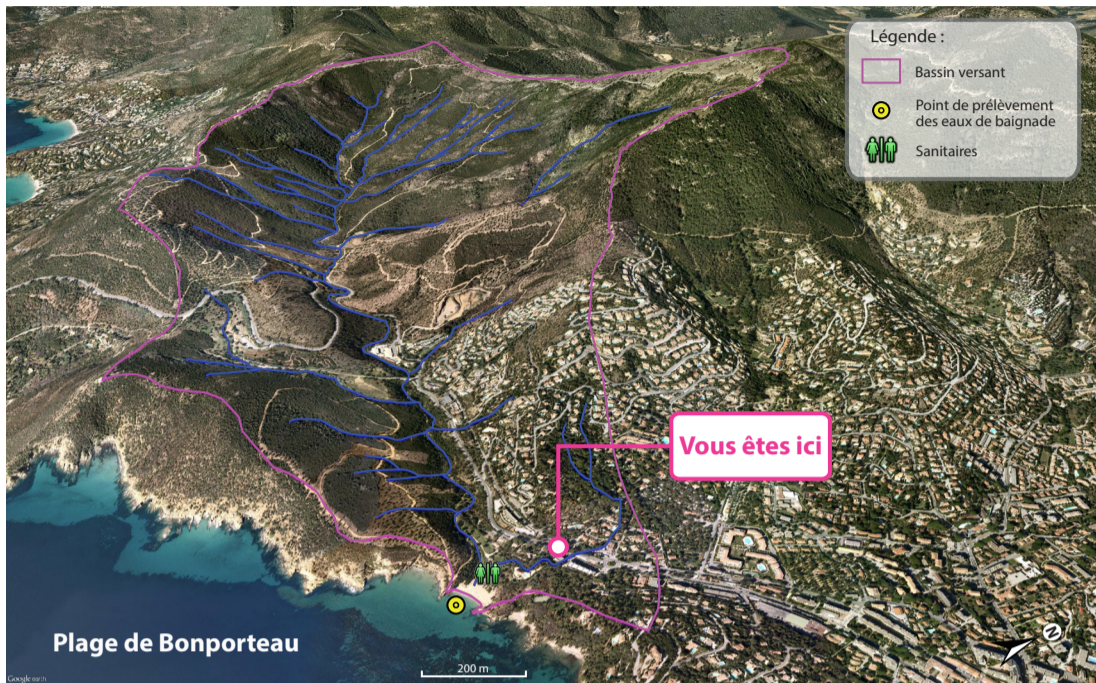 Légende :
Bassin versant
Point de prélèvement
des eaux de baignade
Sanitaires
Vous êtes ici
Plage de Bonporteau
200 m
N
Google earth